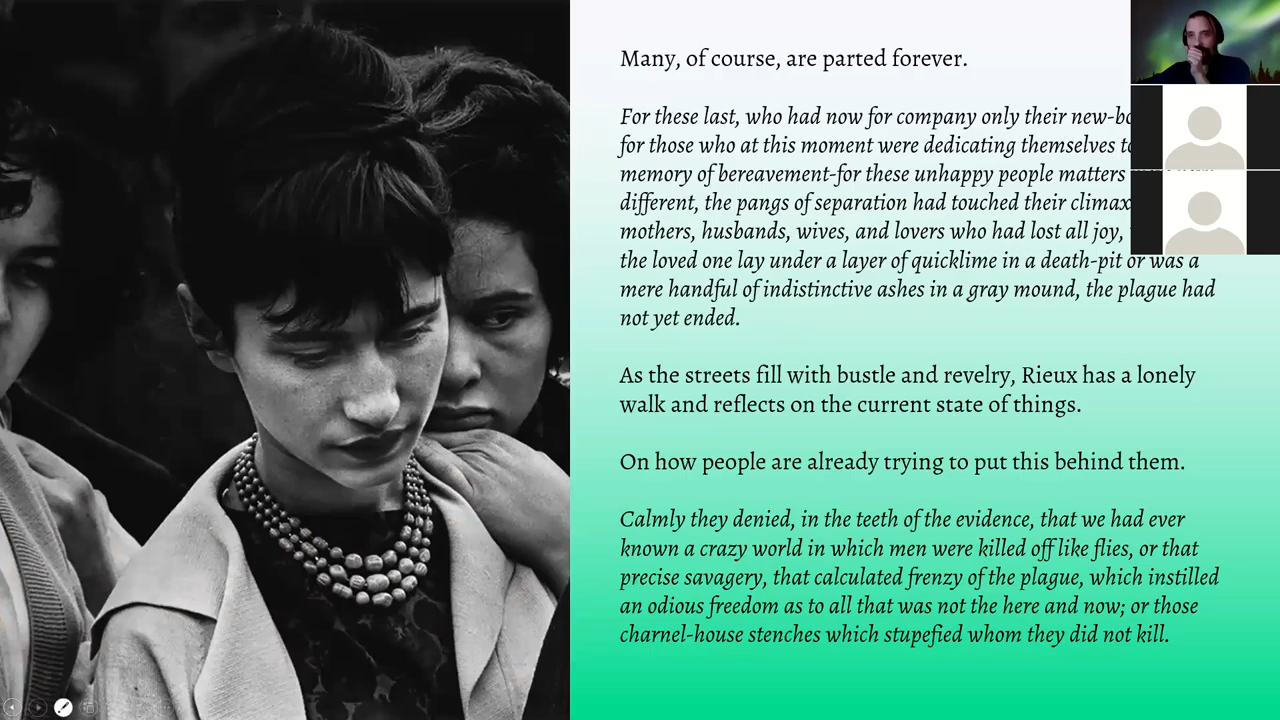 Many, of course, are parted forever.
For these last, who had now for company only their new-bo
for those who at this moment were dedicating themselves to
memory of bereavement-for these unhappy people matters
different, the pangs of separation had touched their climax
mothers, husbands, wives, and lovers who had lost all joy,
the loved one lay under a layer of quicklime in a death-pit or was a
mere handful of indistinctive ashes in a gray mound, the plague had
not yet ended.
As the streets fill with bustle and revelry, Rieux has a lonely
walk and reflects on the current state of things.
On how people are already trying to put this behind them.
Calmly they denied, in the teeth of the evidence, that we had ever
known a crazy world in which men were killed off like flies, or that
precise savagery, that calculated frenzy of the plague, which instilled
an odious freedom as to all that was not the here and now; or those
charnel-house stenches which stupefied whom they did not kill.